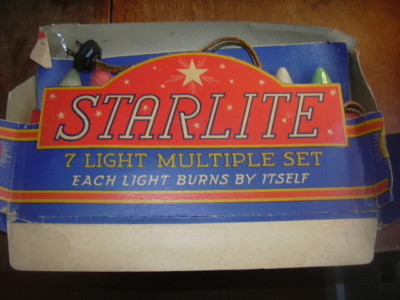 STARLITE
7 LIGHT MULTIPLE SET
EACH LIGHT BURNS BY ITSELF